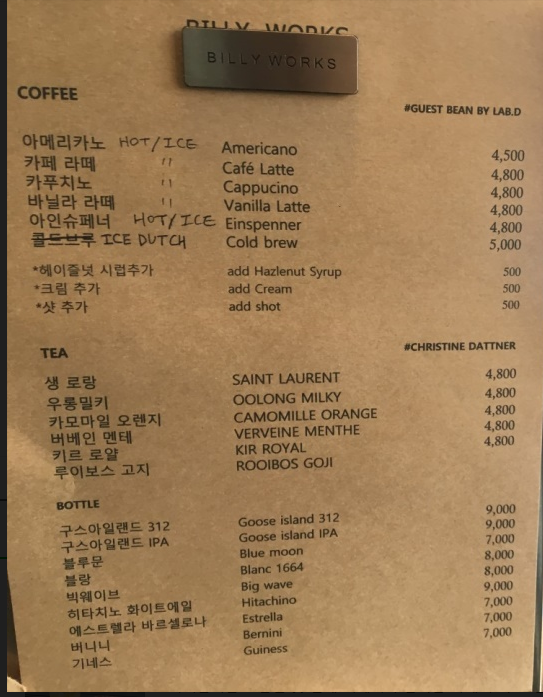 BILLY WORKS
BILLY WORKS
COFFEE
#GUEST BEAN BY LAB.D
아메리카노 HOT/ICE Americano 4,500
카페 라떼 〃 Café Latte 4,800
카푸치노 〃 Cappucino 4,800
바닐라 라떼 〃 Vanilla Latte 4,800
아인슈페너 HOT/ICE Einspenner 4,800
콜드브루 ICE DUTCH Cold brew 5,000
*헤이즐넛 시럽추가 add Hazlenut Syrup 500
*크림 추가 add Cream 500
*샷 추가 add shot 500
TEA #CHRISTINE DATTNER
생 로랑 SAINT LAURENT 4,800
우롱밀키 OOLONG MILKY 4,800
카모마일 오렌지 CAMOMILLE ORANGE 4,800
버베인 멘테 VERVEINE MENTHE 4,800
키르 로얄 KIR ROYAL 4,800
루이보스 고지 ROOIBOS GOJI
BOTTLE
구스아일랜드 312 Goose island 312 9,000
구스아일랜드 IPA Goose island IPA 9,000
블루문 Blue moon 7,000
블랑 Blanc 1664 8,000
빅웨이브 Big wave 8,000
히타치노 화이트에일 Hitachino 9,000
에스트렐라 바르셀로나 Estrella 7,000
버니니 Bernini 7,000
기네스 Guiness